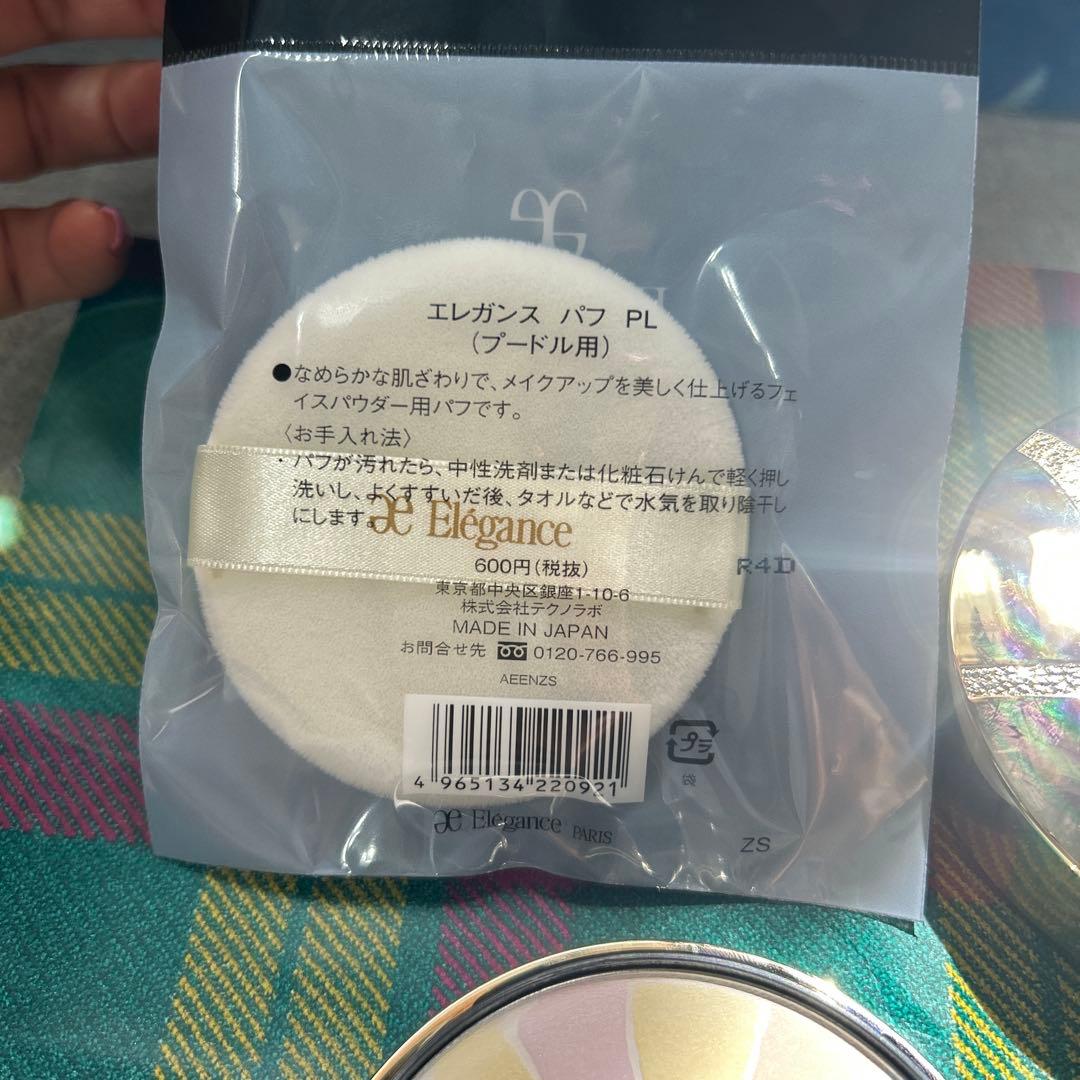 エレガンス パフ PL
(プードル用)
●なめらかな肌ざわりで、メイクアップを美しく仕上げるフェ
イスパウダー用パフです。
〈お手入れ法〉
・パフが汚れたら、中性洗剤または化粧石けんで軽く押し
洗いし、よくすすいだ後、タオルなどで水気を取り陰干し
にします。
Elégance
600円(税抜)
R4D
東京都中央区銀座1-10-6
株式会社テクノラボ
MADE IN JAPAN
お問合せ先 0120-766-995
AEENZS
4 965134 220921
プラ
袋
Elégance PARIS
ZS